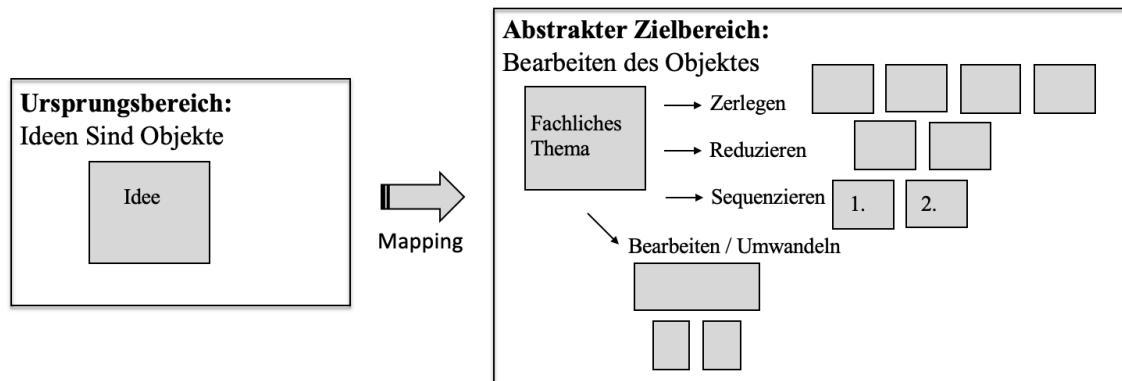 Ursprungsbereich:
Ideen Sind Objekte
Idee
Mapping
Abstrakter Zielbereich:
Bearbeiten des Objektes
Fachliches
Thema
Zerlegen
Reduzieren
Sequenzieren
1.
2.
Bearbeiten / Umwandeln